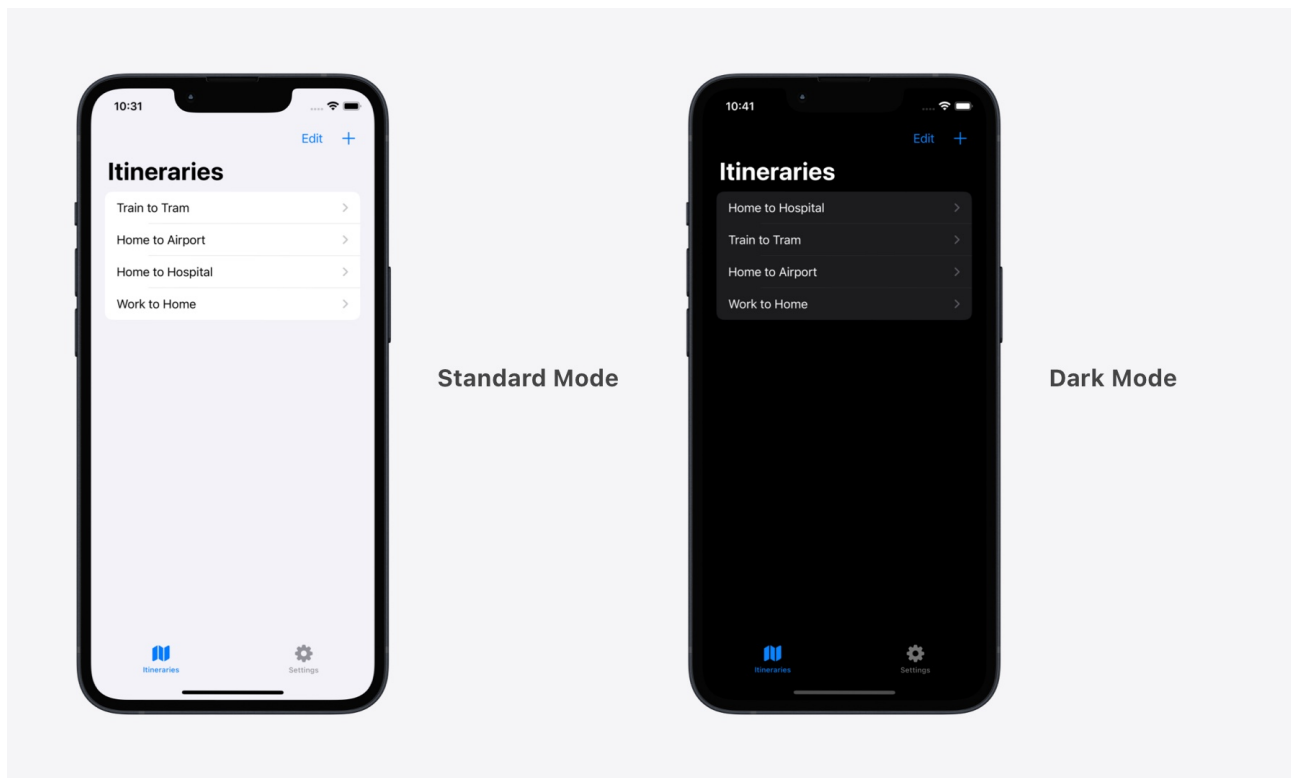 10:31
Edit +
Itineraries
Train to Tram
Home to Airport
Home to Hospital
Work to Home
Itineraries Settings
Standard Mode
10:41
Edit +
Itineraries
Home to Hospital
Train to Tram
Home to Airport
Work to Home
Itineraries Settings
Dark Mode